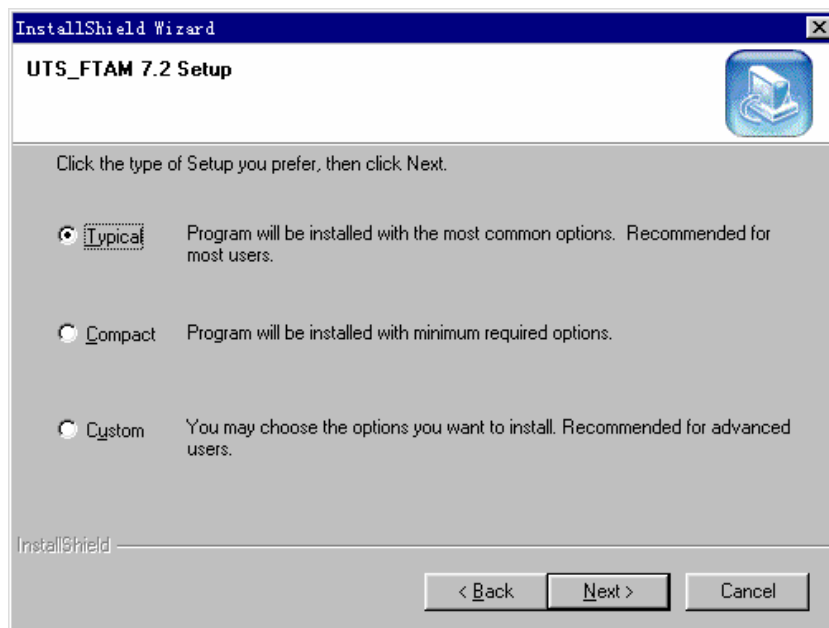 InstallShield Wizard
UTS_FTAM 7.2 Setup
Click the type of Setup you prefer, then click Next.
Typical
Program will be installed with the most common options. Recommended for
most users.
Compact
Program will be installed with minimum required options.
Custom
You may choose the options you want to install. Recommended for advanced
users.
InstallShield
< Back
Next >
Cancel